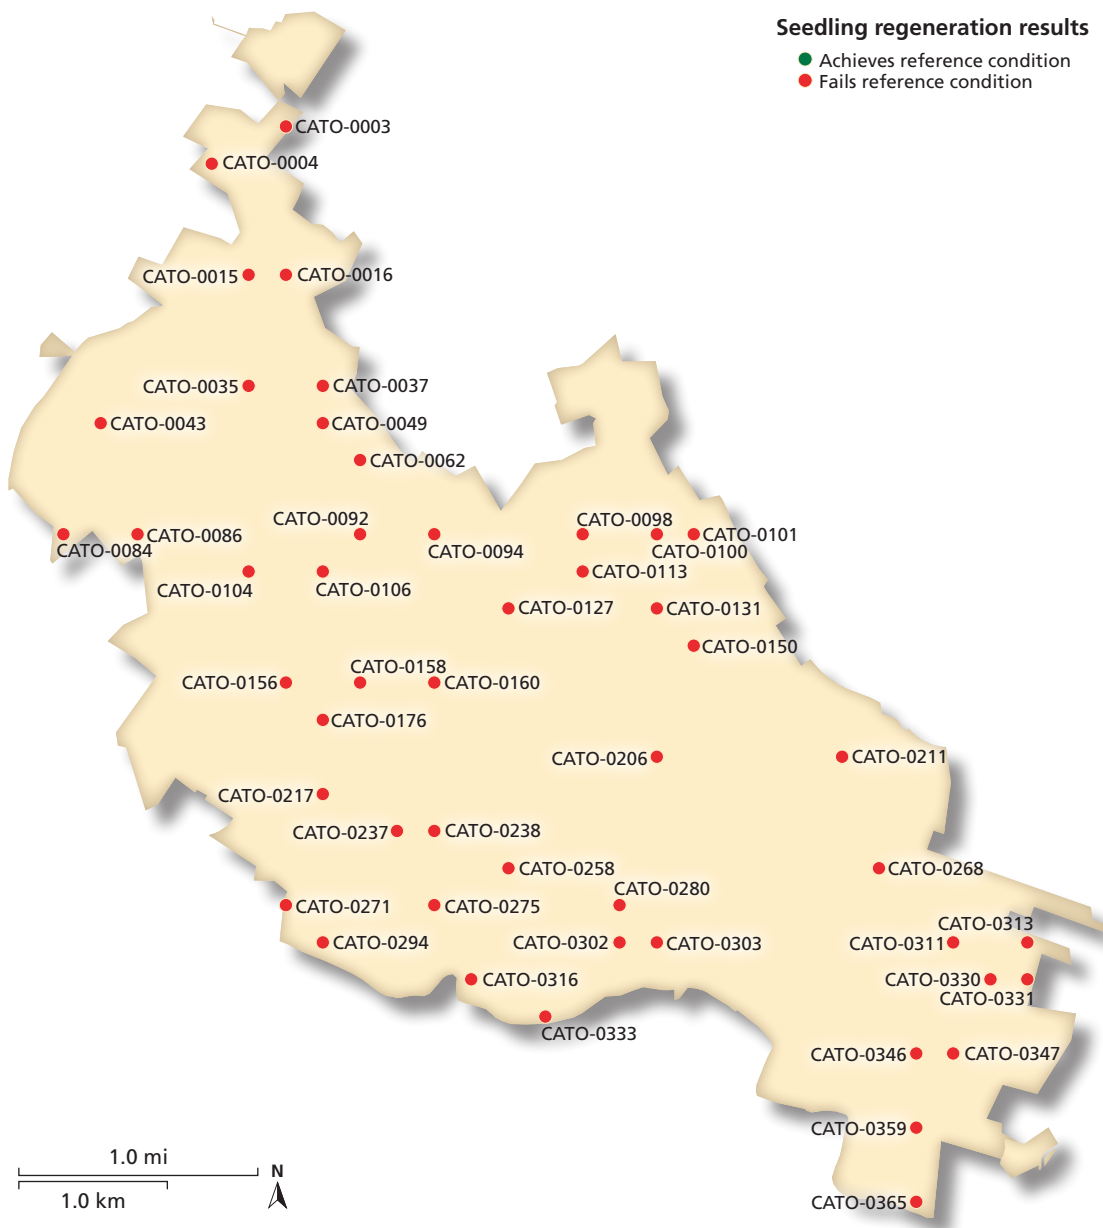 Seedling regeneration results
Achieves reference condition
Fails reference condition
CATO-0003
CATO-0004
CATO-0015
CATO-0016
CATO-0035
CATO-0037
CATO-0043
CATO-0049
CATO-0062
CATO-0092
CATO-0098
CATO-0084
CATO-0086
CATO-0094
CATO-0100
CATO-0101
CATO-0104
CATO-0106
CATO-0113
CATO-0127
CATO-0131
CATO-0150
CATO-0158
CATO-0156
CATO-0160
CATO-0176
CATO-0206
CATO-0211
CATO-0217
CATO-0237
CATO-0238
CATO-0258
CATO-0268
CATO-0280
CATO-0271
CATO-0275
CATO-0313
CATO-0294
CATO-0302
CATO-0303
CATO-0311
CATO-0316
CATO-0330
CATO-0331
CATO-0333
CATO-0346
CATO-0347
CATO-0359
CATO-0365
1.0 mi
1.0 km
N